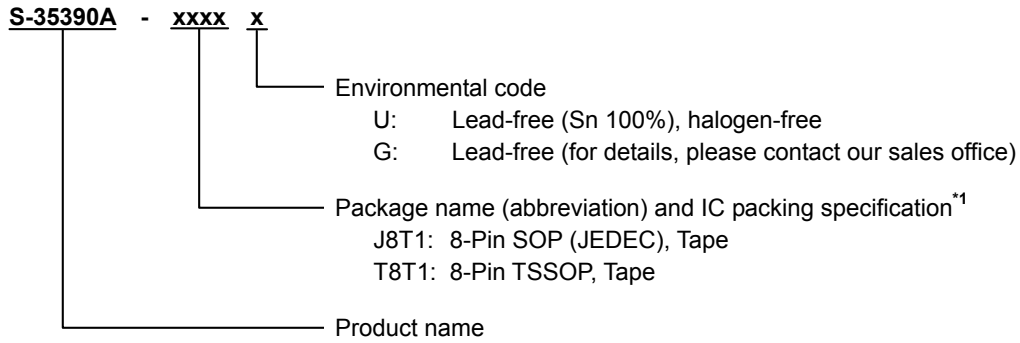 S-35390A - xxxx x
Environmental code
U: Lead-free (Sn 100%), halogen-free
G: Lead-free (for details, please contact our sales office)
Package name (abbreviation) and IC packing specification*1
J8T1: 8-Pin SOP (JEDEC), Tape
T8T1: 8-Pin TSSOP, Tape
Product name